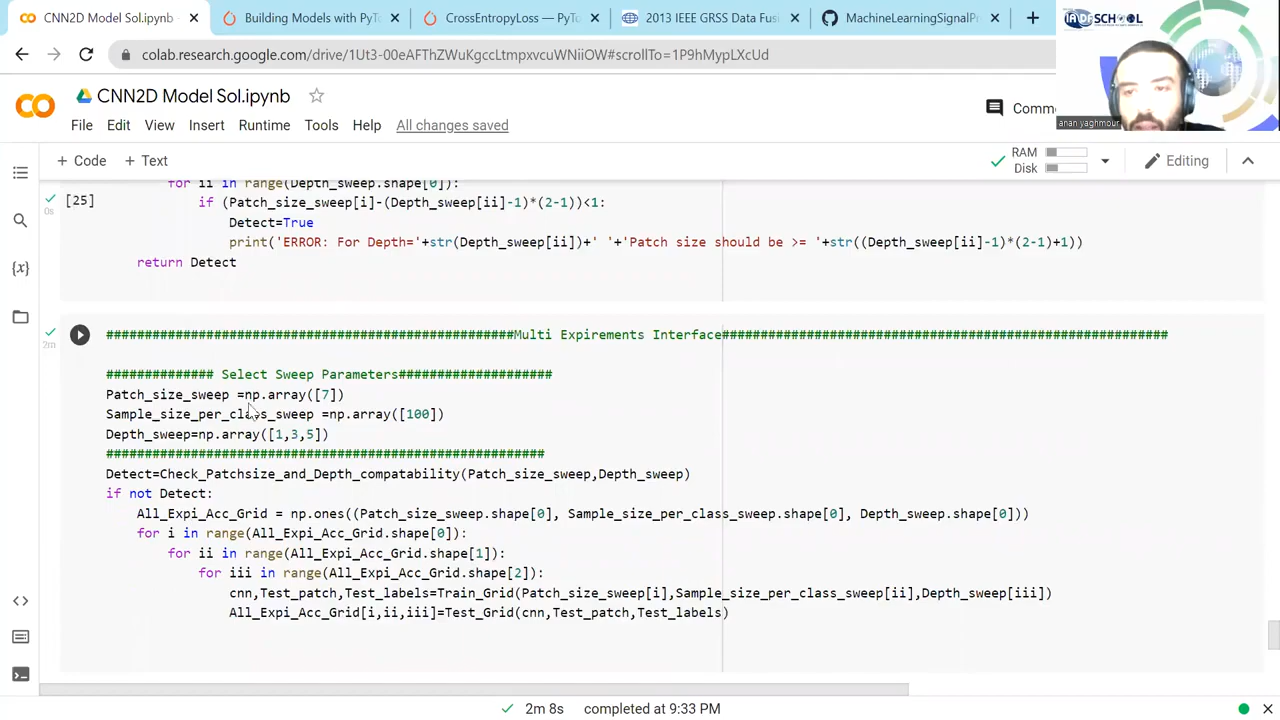 CNN2D Model Sol.ipynb
Building Models with PyT
CrossEntropyLoss — PyTo
2013 IEEE GRSS Data Fus
MachineLearningSignalP
colab.research.google.com/drive/1Ut3-00eAFThZWuKgccLtnpxvcuWNiiOW#scrollTo=1P9hMypLXcUd
IADFSCHOOL
anan yaghmour
CNN2D Model Sol.ipynb
Comme
File Edit View Insert Runtime Tools Help All changes saved
+ Code + Text
RAM
Disk
Editing
for ii in range(Depth_sweep.shape[0]):
[25]
0s
if (Patch_size_sweep[i]-(Depth_sweep[ii]-1)*(2-1))<1:
Detect=True
print('ERROR: For Depth='+str(Depth_sweep[ii])+' '+'Patch size should be >= '+str((Depth_sweep[ii]-1)*(2-1)+1))
return Detect
2m
#####################################################Multi Expirements Interface##########################################################
############## Select Sweep Parameters####################
Patch_size_sweep =np.array([7])
Sample_size_per_class_sweep =np.array([100])
Depth_sweep=np.array([1,3,5])
#########################################################
Detect=Check_Patchsize_and_Depth_compatability(Patch_size_sweep,Depth_sweep)
if not Detect:
All_Expi_Acc_Grid = np.ones((Patch_size_sweep.shape[0], Sample_size_per_class_sweep.shape[0], Depth_sweep.shape[0]))
for i in range(All_Expi_Acc_Grid.shape[0]):
for ii in range(All_Expi_Acc_Grid.shape[1]):
for iii in range(All_Expi_Acc_Grid.shape[2]):
cnn,Test_patch,Test_labels=Train_Grid(Patch_size_sweep[i],Sample_size_per_class_sweep[ii],Depth_sweep[iii])
All_Expi_Acc_Grid[i,ii,iii]=Test_Grid(cnn,Test_patch,Test_labels)
2m 8s completed at 9:33 PM